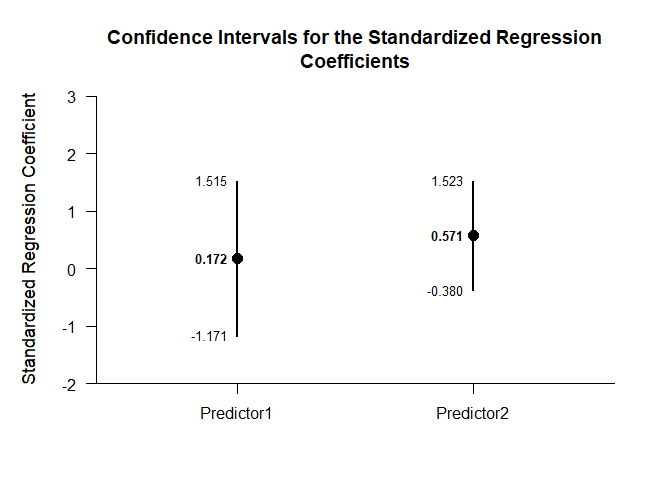 Confidence Intervals for the Standardized Regression
Coefficients
Standardized Regression Coefficient
3
2
1
0
-1
-2
1.515
0.172
-1.171
1.523
0.571
-0.380
Predictor1
Predictor2